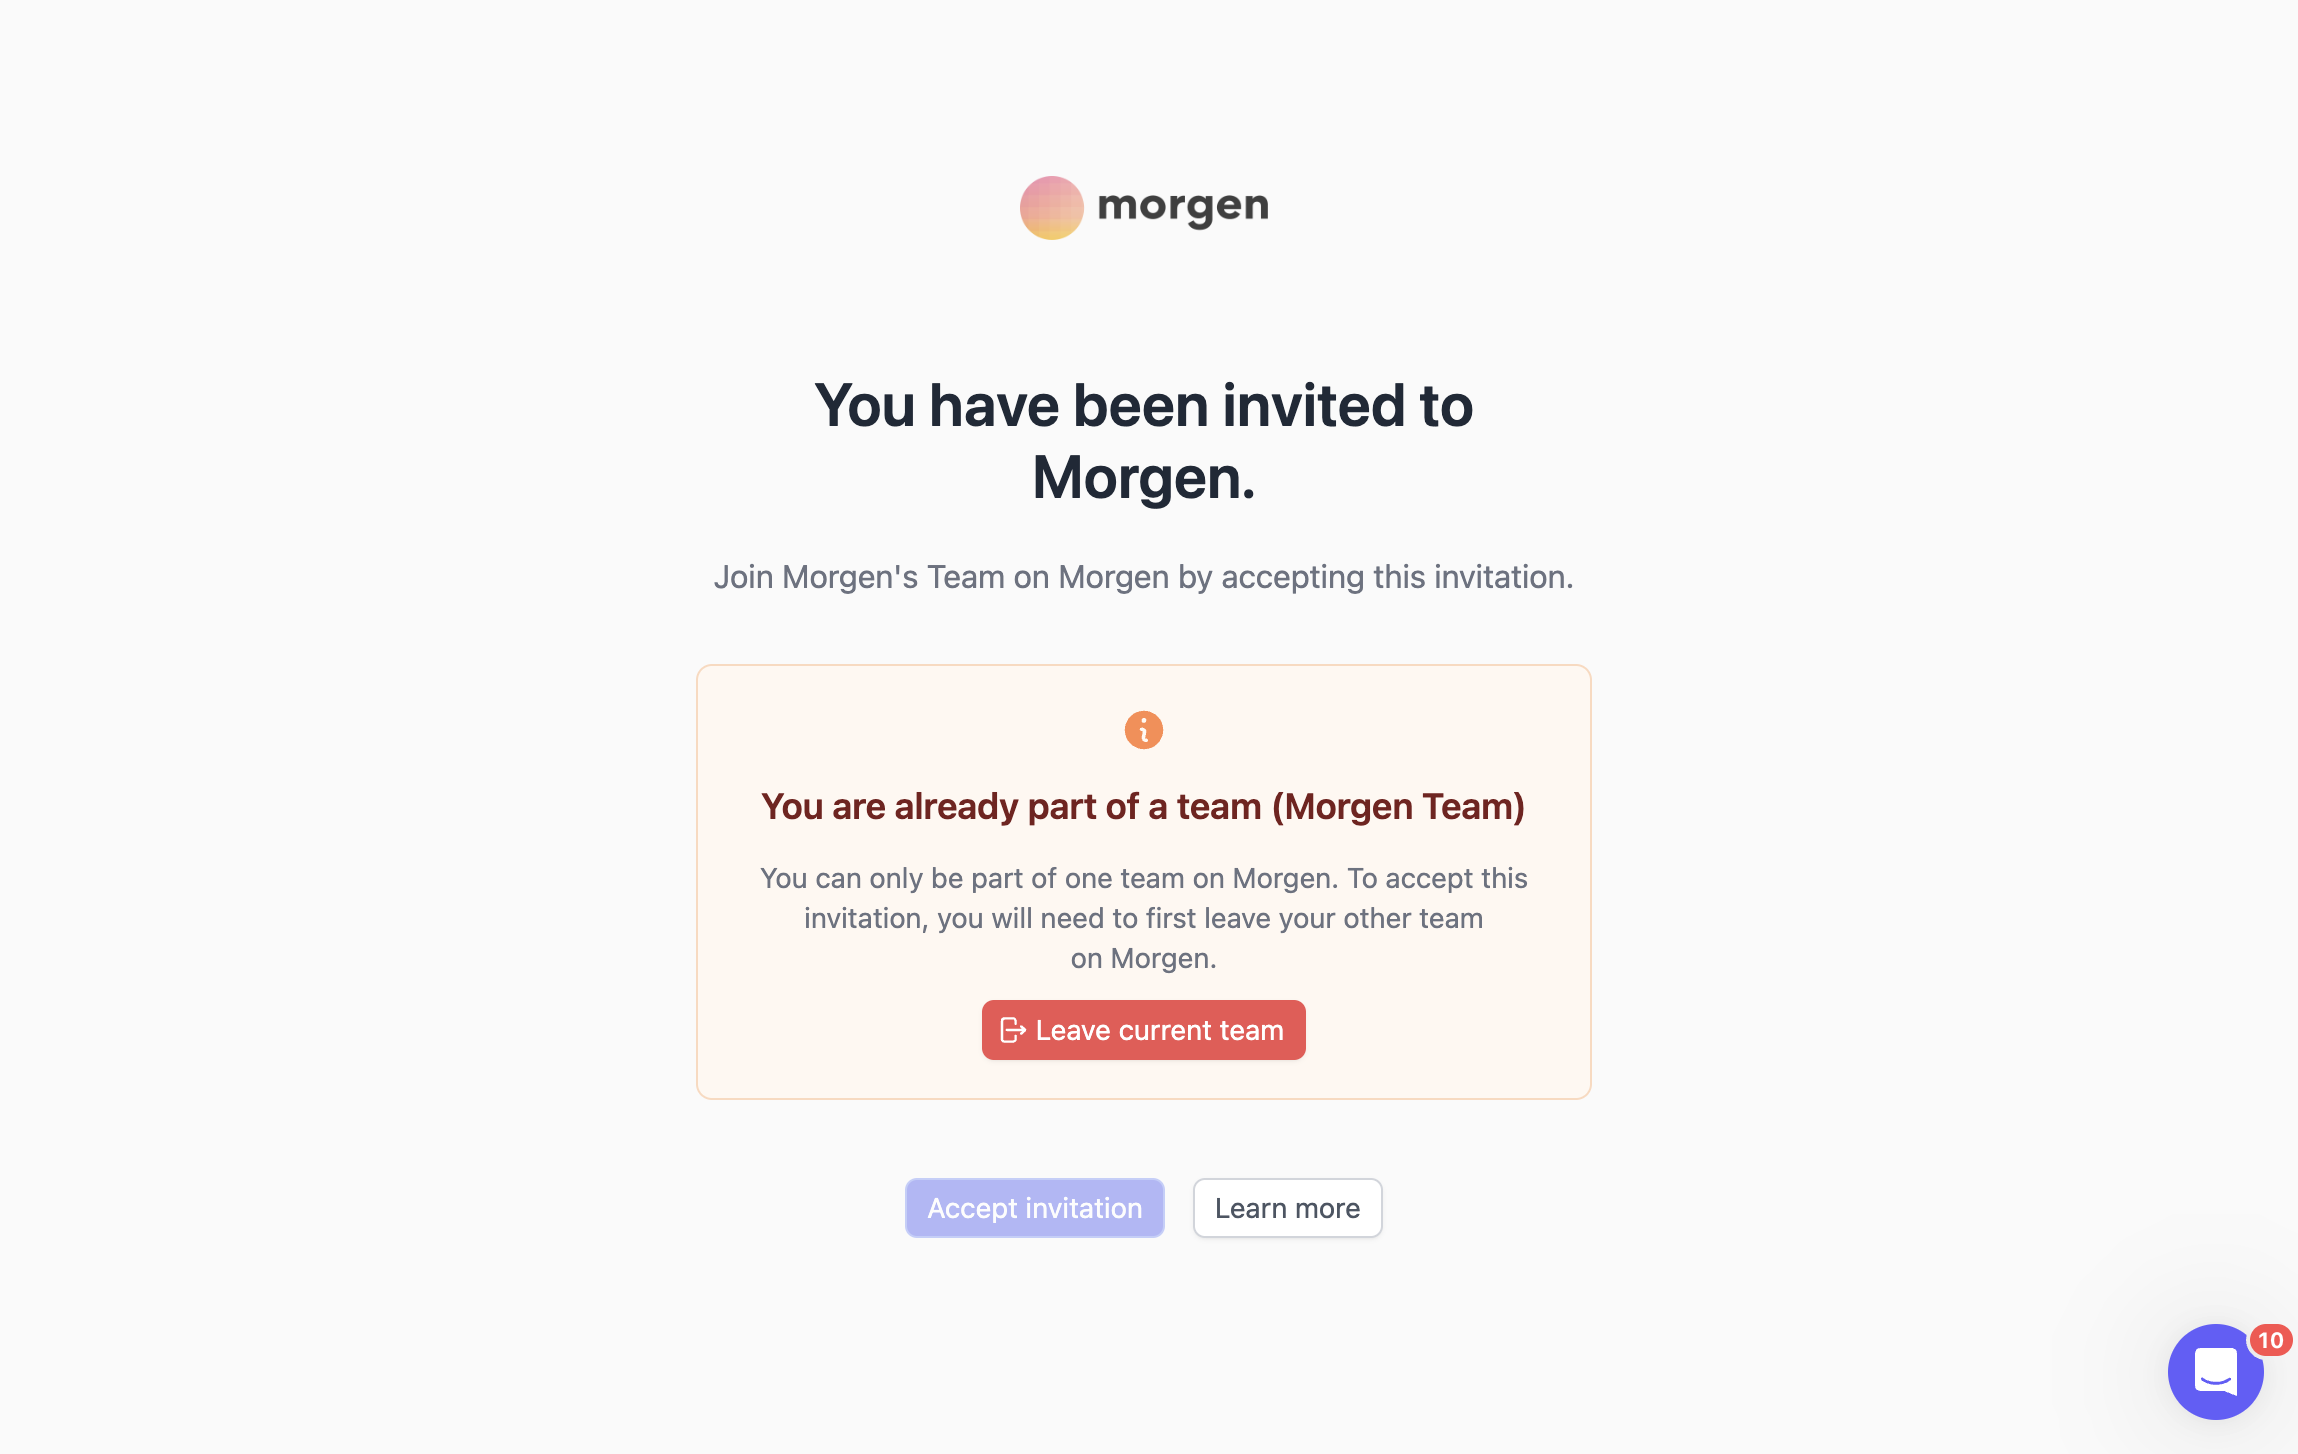 morgen
You have been invited to
Morgen.
Join Morgen's Team on Morgen by accepting this invitation.
You are already part of a team (Morgen Team)
You can only be part of one team on Morgen. To accept this
invitation, you will need to first leave your other team
on Morgen.
Leave current team
Accept invitation
Learn more
10